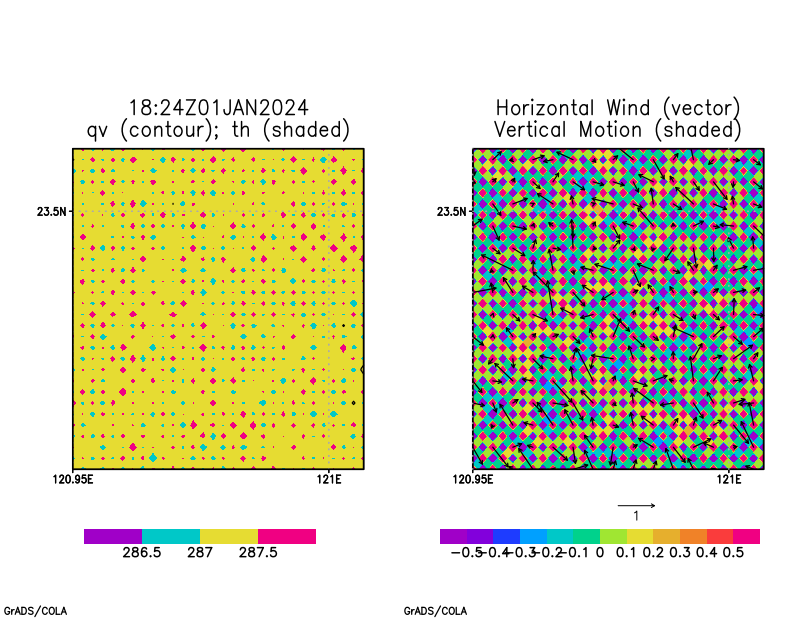 18:24Z01JAN2024
qv (contour); th (shaded)
23.5N
120.95E
121E
286.5
287
287.5
GrADS/COLA
Horizontal Wind (vector)
Vertical Motion (shaded)
23.5N
120.95E
121E
1
-0.5 -0.4 -0.3 -0.2 -0.1 0 0.1 0.2 0.3 0.4 0.5
GrADS/COLA